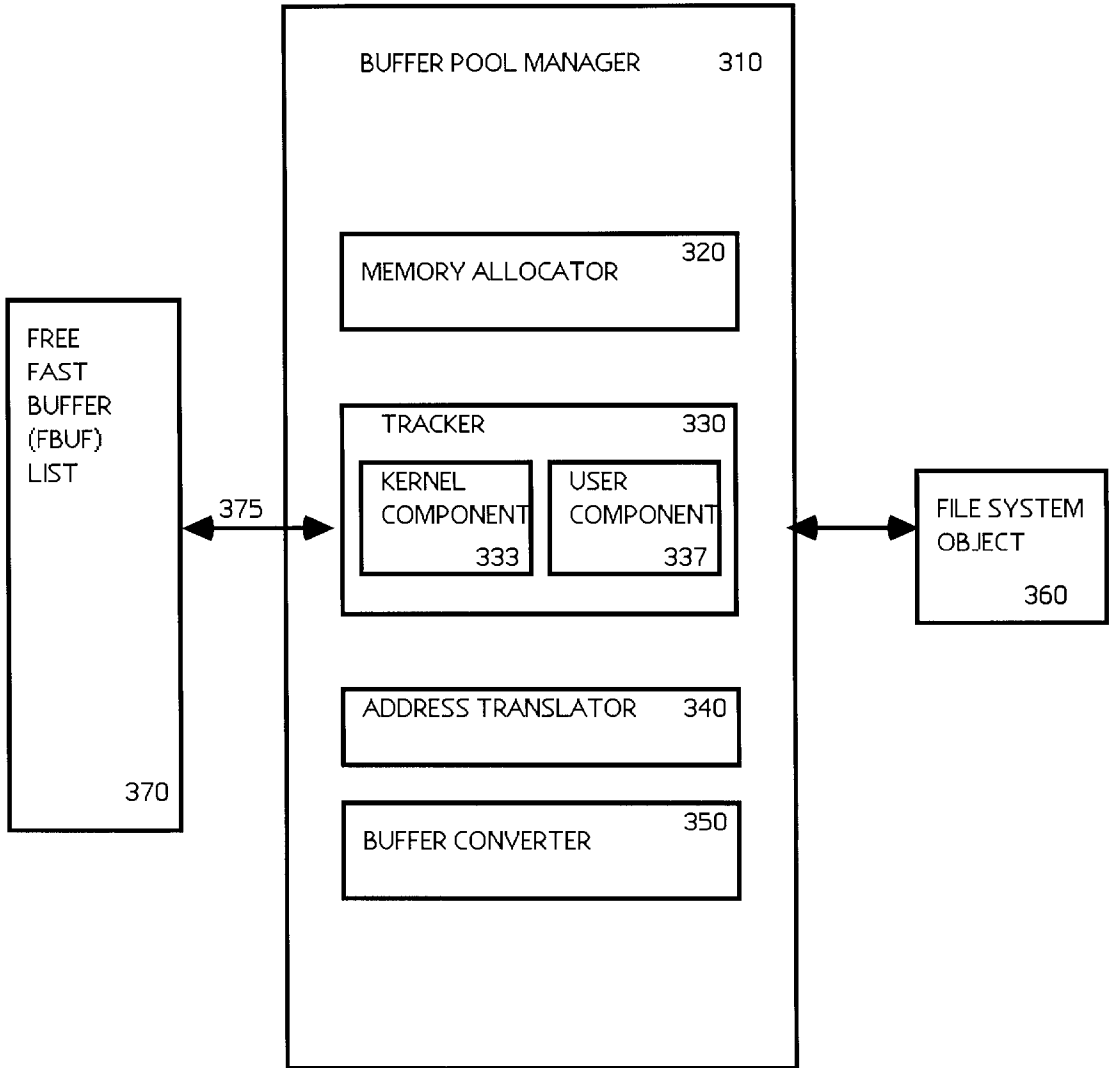 BUFFER POOL MANAGER 310
MEMORY ALLOCATOR 320
FREE
FAST
BUFFER
(FBUF)
LIST
370
375
TRACKER 330
KERNEL
COMPONENT
333
USER
COMPONENT
337
FILE SYSTEM
OBJECT
360
ADDRESS TRANSLATOR 340
BUFFER CONVERTER 350